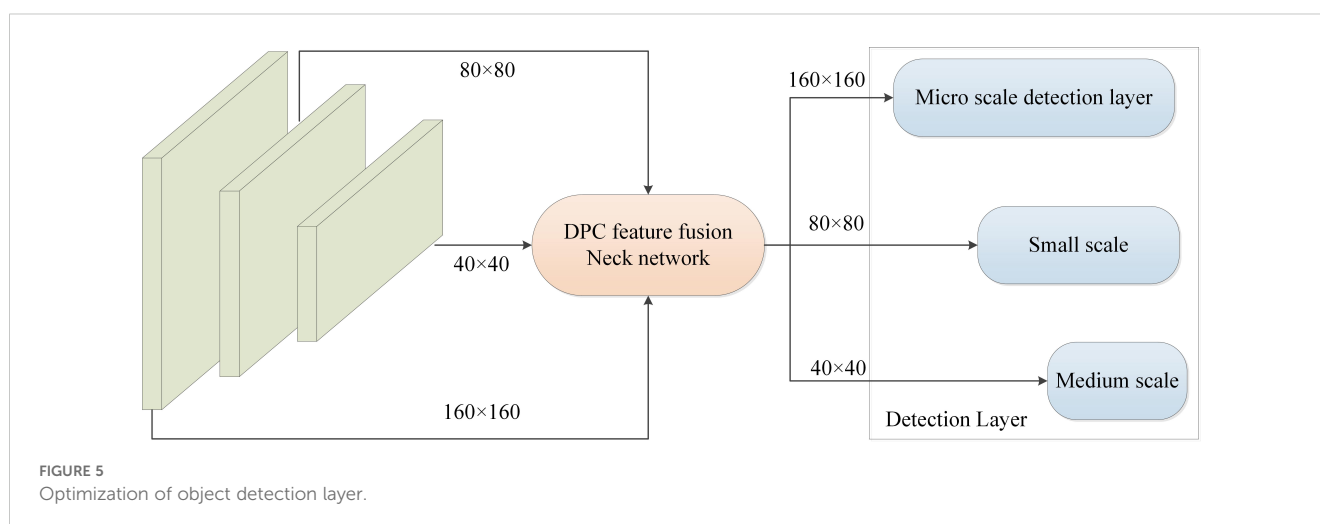 80×80
40×40
160×160
DPC feature fusion
Neck network
160×160
80×80
40×40
Micro scale detection layer
Small scale
Medium scale
Detection Layer
FIGURE 5
Optimization of object detection layer.